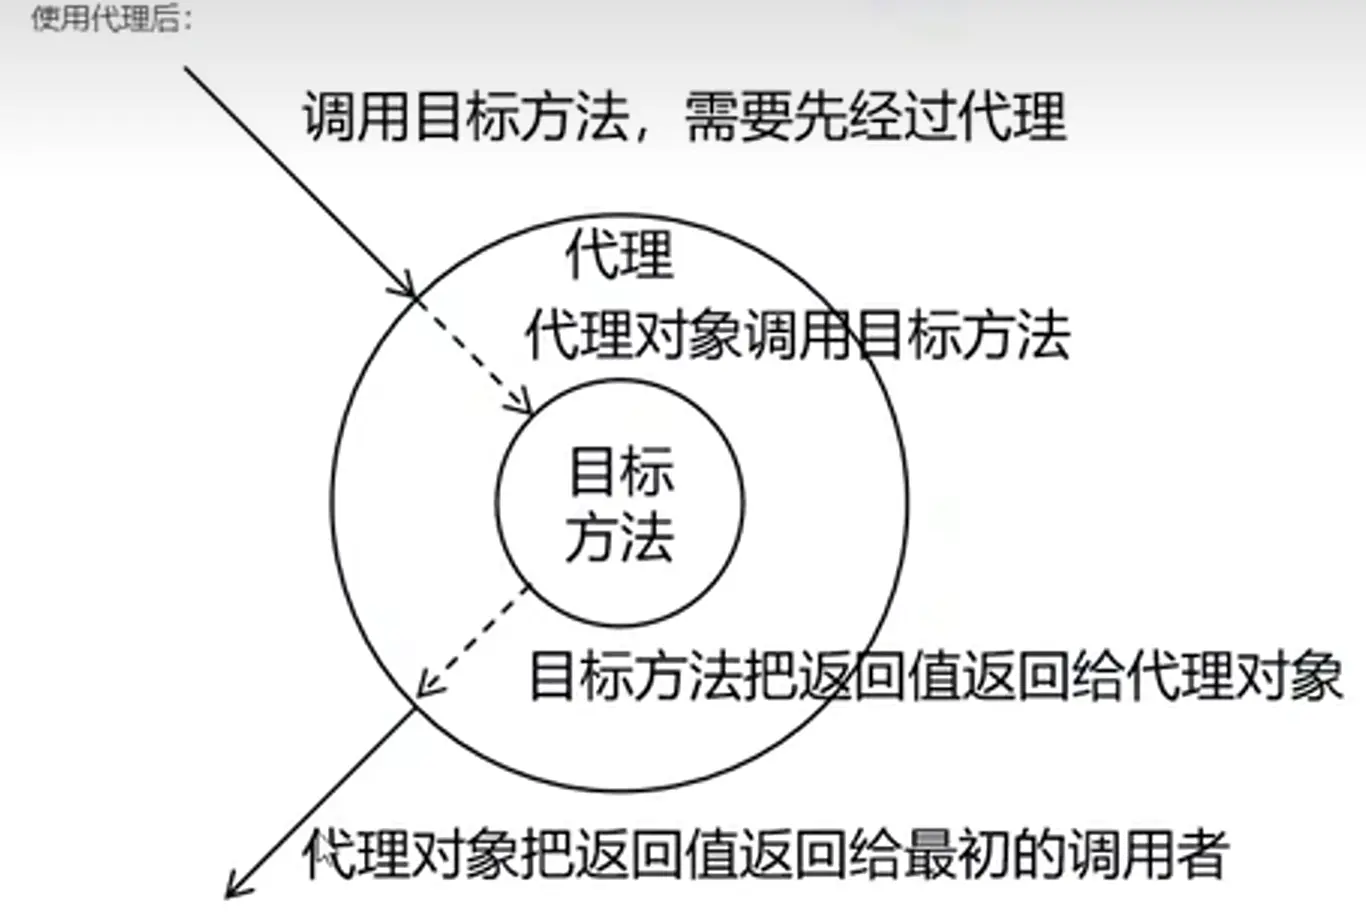 使用代理后：
调用目标方法，需要先经过代理
代理
代理对象调用目标方法
目标
方法
目标方法把返回值返回给代理对象
代理对象把返回值返回给最初的调用者